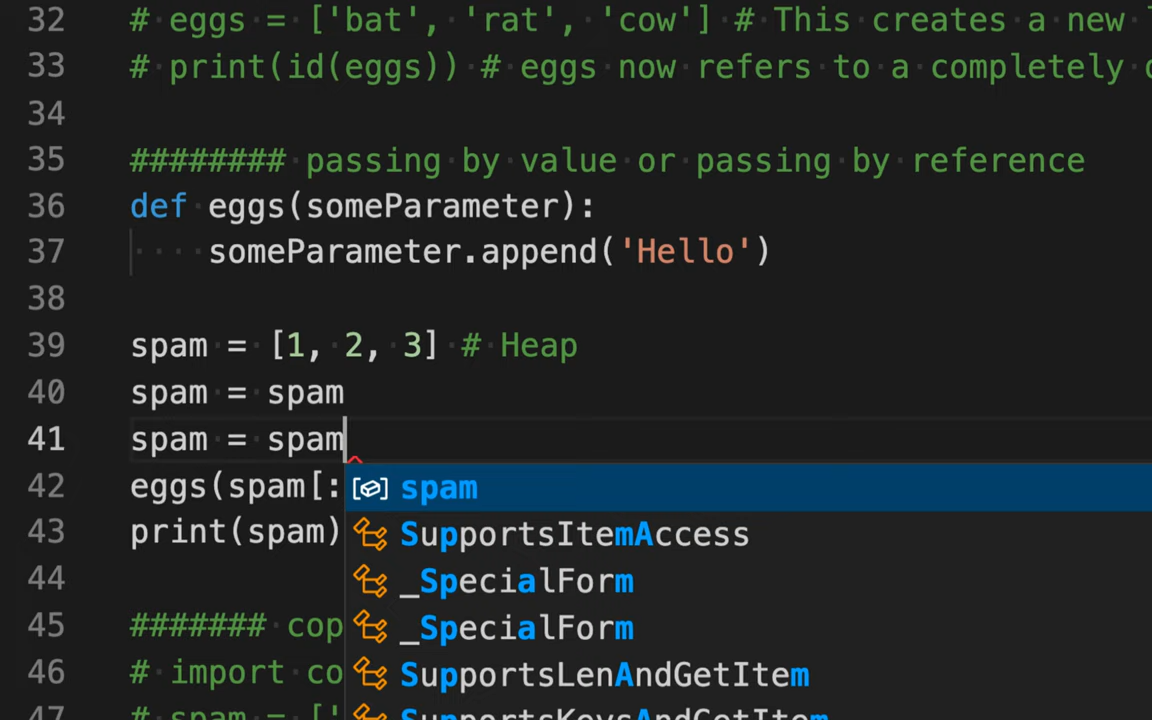 32 # eggs = ['bat', 'rat', 'cow'] # This creates a new
33 # print(id(eggs)) # eggs now refers to a completely
34
35 ######## passing by value or passing by reference
36 def eggs(someParameter):
37 someParameter.append('Hello')
38
39 spam = [1, 2, 3] # Heap
40 spam = spam
41 spam = spam
42 eggs(spam[:
spam
43 print(spam)
SupportsItemAccess
44
_SpecialForm
45 ####### cop
_SpecialForm
46 # import co
SupportsLenAndGetItem
47 # spam = ['
SupportsKeysAndGetItem